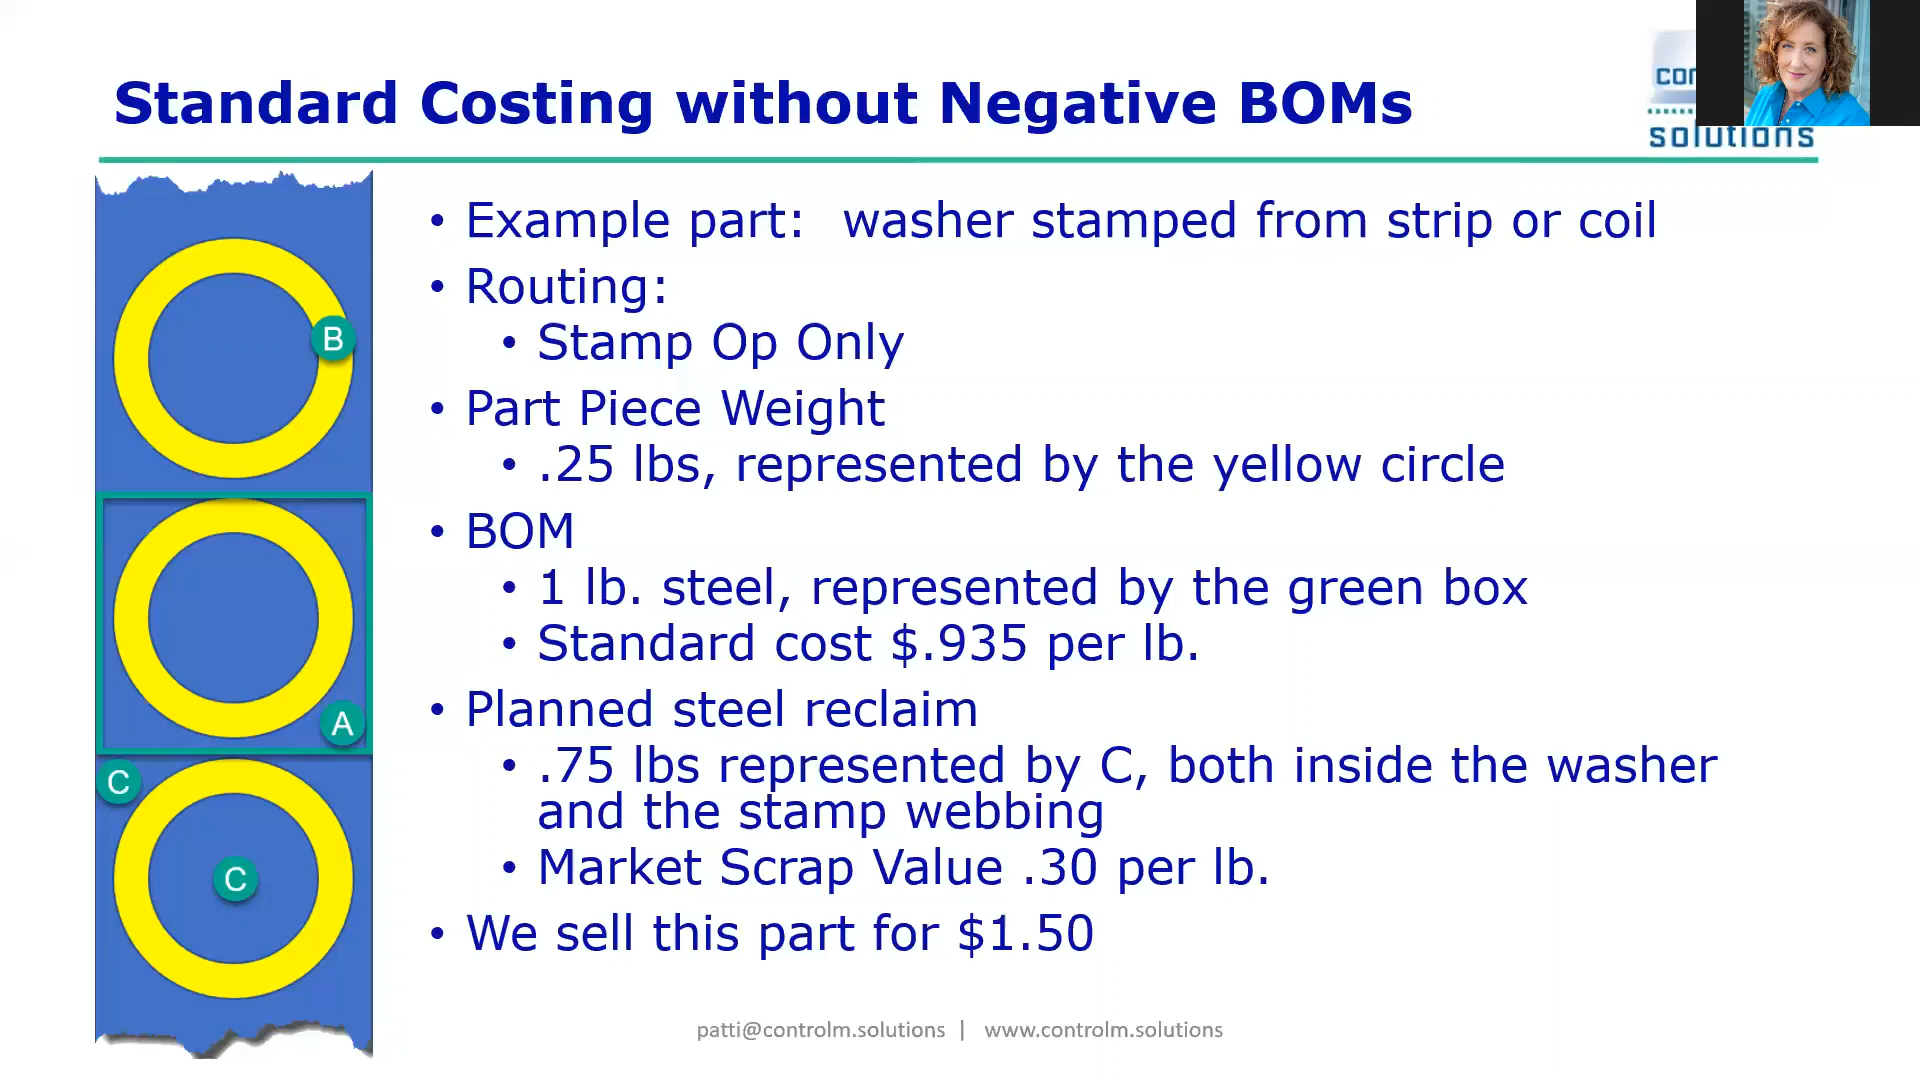 Standard Costing without Negative BOMs
solutions
• Example part: washer stamped from strip or coil
• Routing:
• Stamp Op Only
• Part Piece Weight
• .25 lbs, represented by the yellow circle
• BOM
• 1 lb. steel, represented by the green box
• Standard cost $.935 per lb.
• Planned steel reclaim
• .75 lbs represented by C, both inside the washer
and the stamp webbing
• Market Scrap Value .30 per lb.
• We sell this part for $1.50
B
A
C
C
patti@controlm.solutions | www.controlm.solutions